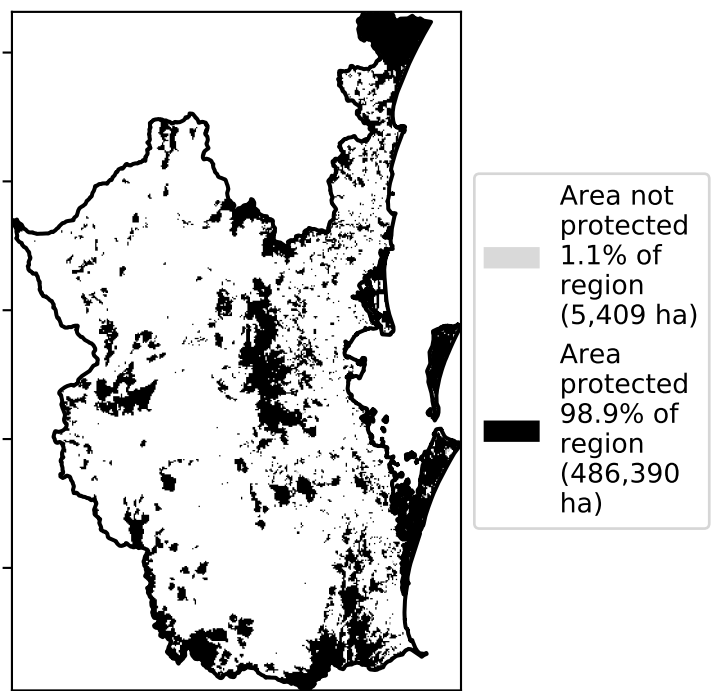 Area not
protected
1.1% of
region
(5,409 ha)
Area
protected
98.9% of
region
(486,390
ha)